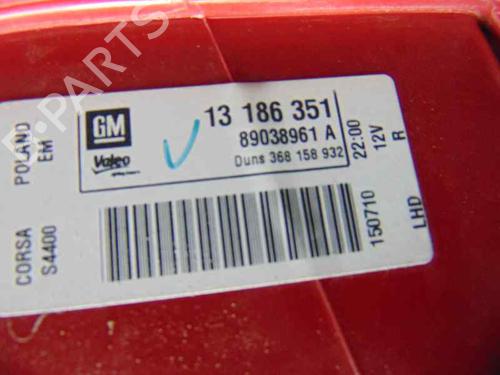 GM
Valeo
13 186 351
89038961 A
Duns 368 158 932
POLAND
EM
CORSA
S4400
22:00
12V
R
150710
LHD